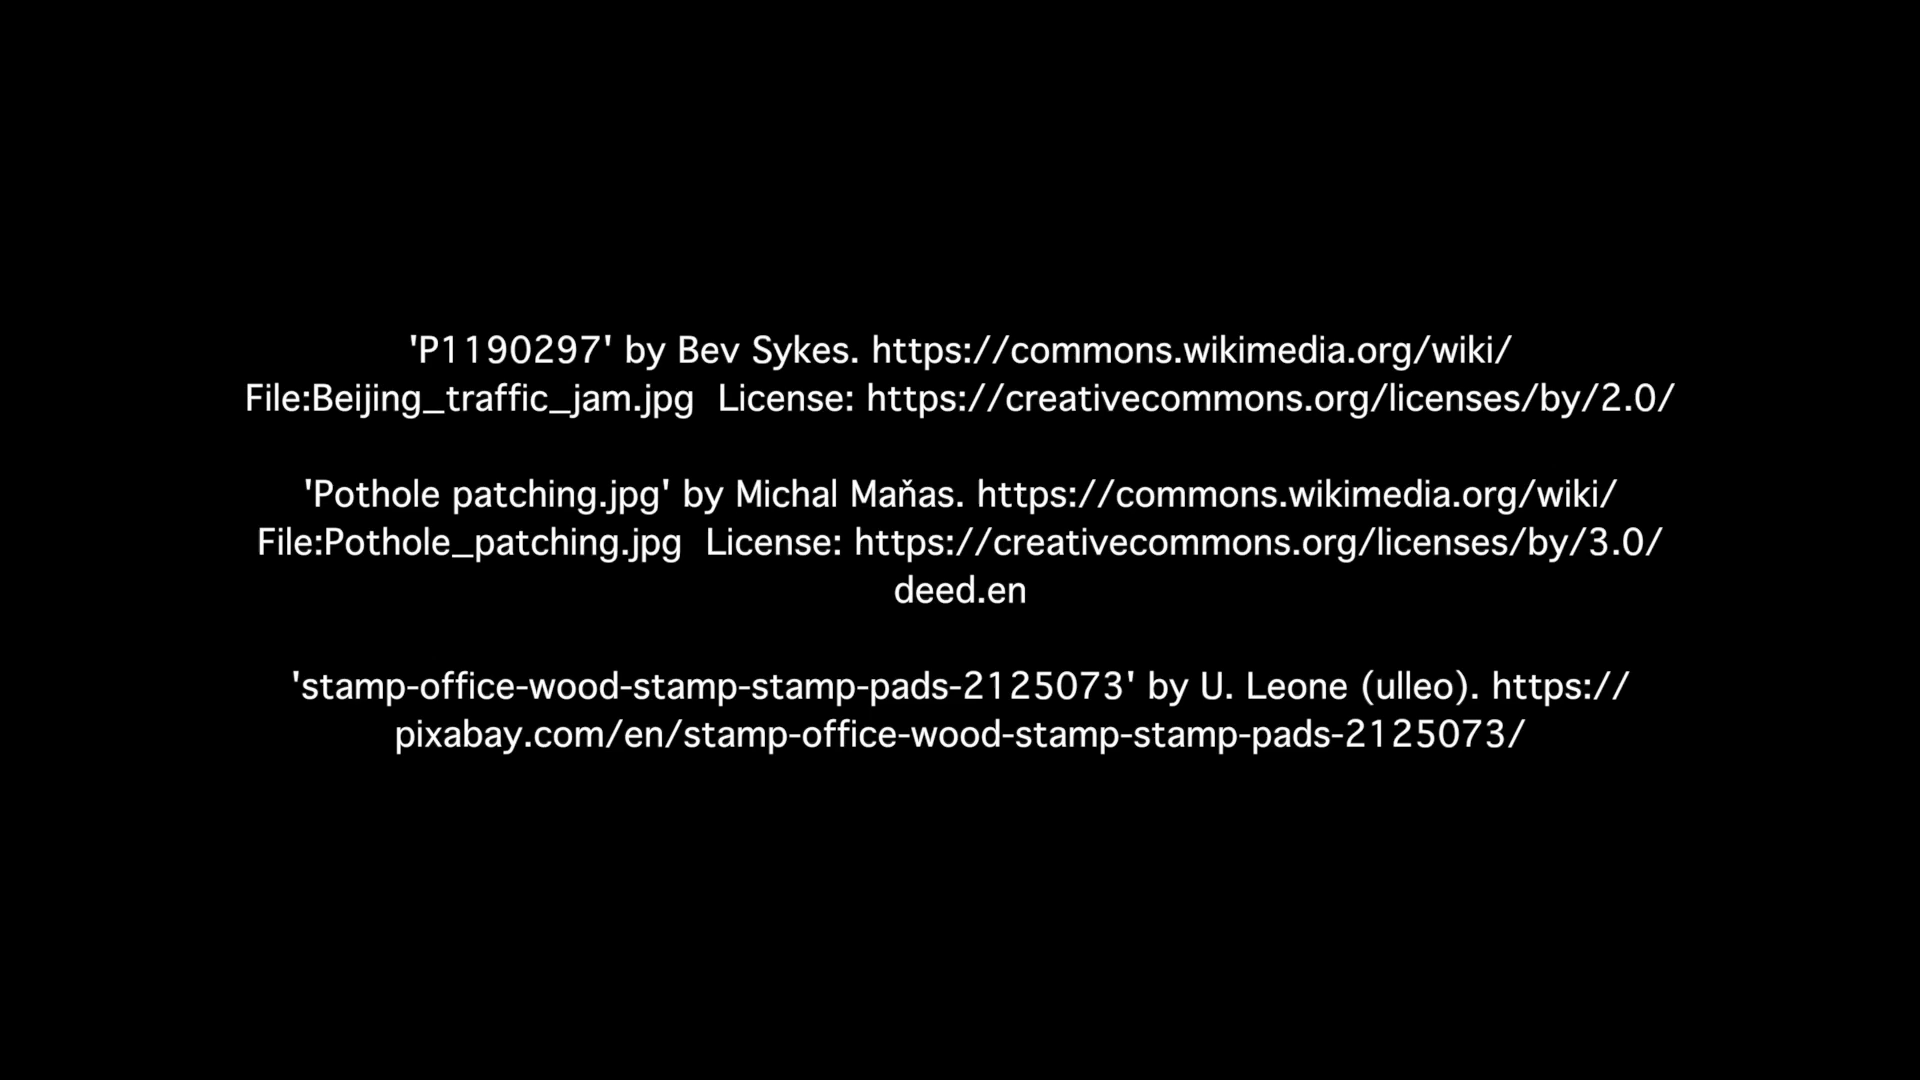 'P1190297' by Bev Sykes. https://commons.wikimedia.org/wiki/
File:Beijing_traffic_jam.jpg  License: https://creativecommons.org/licenses/by/2.0/
'Pothole patching.jpg' by Michal Maňas. https://commons.wikimedia.org/wiki/
File:Pothole_patching.jpg  License: https://creativecommons.org/licenses/by/3.0/
deed.en
'stamp-office-wood-stamp-stamp-pads-2125073' by U. Leone (ulleo). https://
pixabay.com/en/stamp-office-wood-stamp-stamp-pads-2125073/